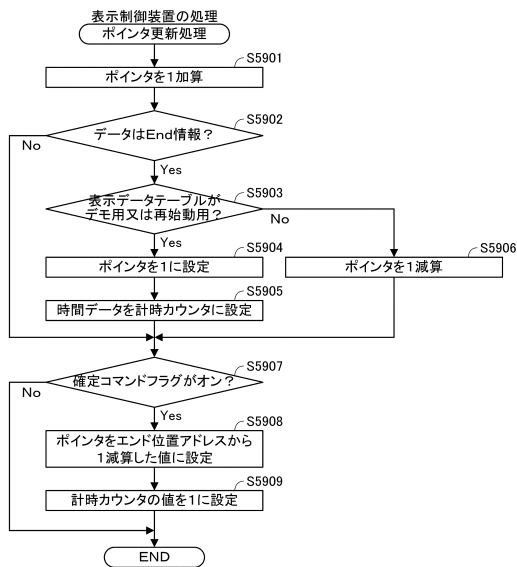 表示制御装置の処理
ポインタ更新処理
S5901
ポインタを1加算
S5902
データはEnd情報？
No
Yes
S5903
表示データテーブルが
デモ用又は再始動用？
No
Yes
S5904
ポインタを1に設定
S5906
ポインタを1減算
S5905
時間データを計時カウンタに設定
S5907
確定コマンドフラグがオン？
No
Yes
S5908
ポインタをエンド位置アドレスから
1減算した値に設定
S5909
計時カウンタの値を1に設定
END